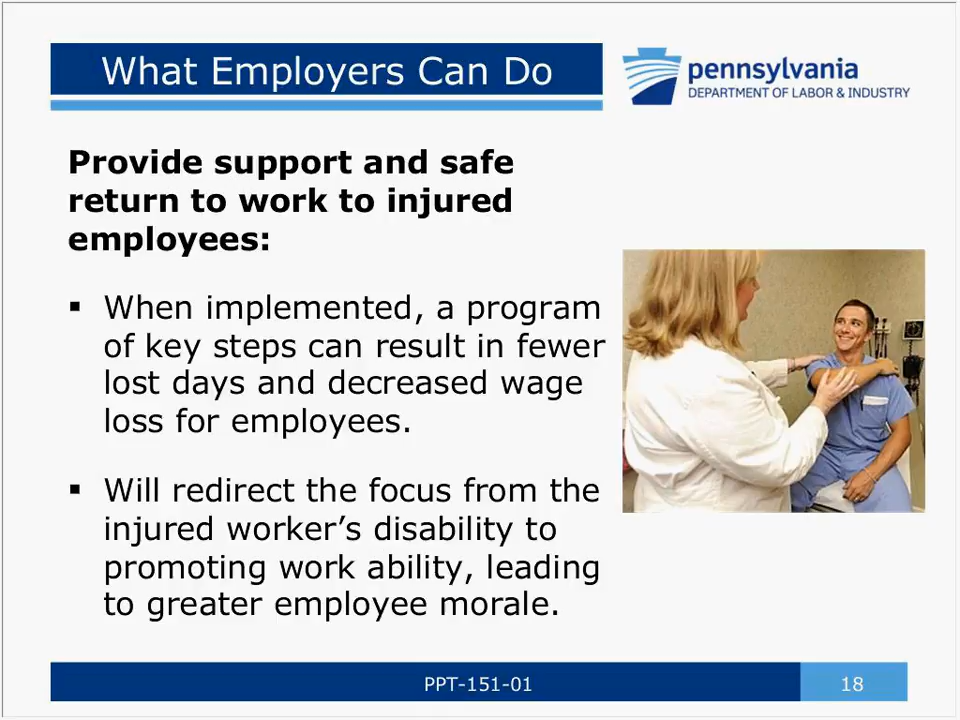 What Employers Can Do
pennsylvania
DEPARTMENT OF LABOR & INDUSTRY
Provide support and safe
return to work to injured
employees:
▪ When implemented, a program
of key steps can result in fewer
lost days and decreased wage
loss for employees.
▪ Will redirect the focus from the
injured worker’s disability to
promoting work ability, leading
to greater employee morale.
PPT-151-01
18